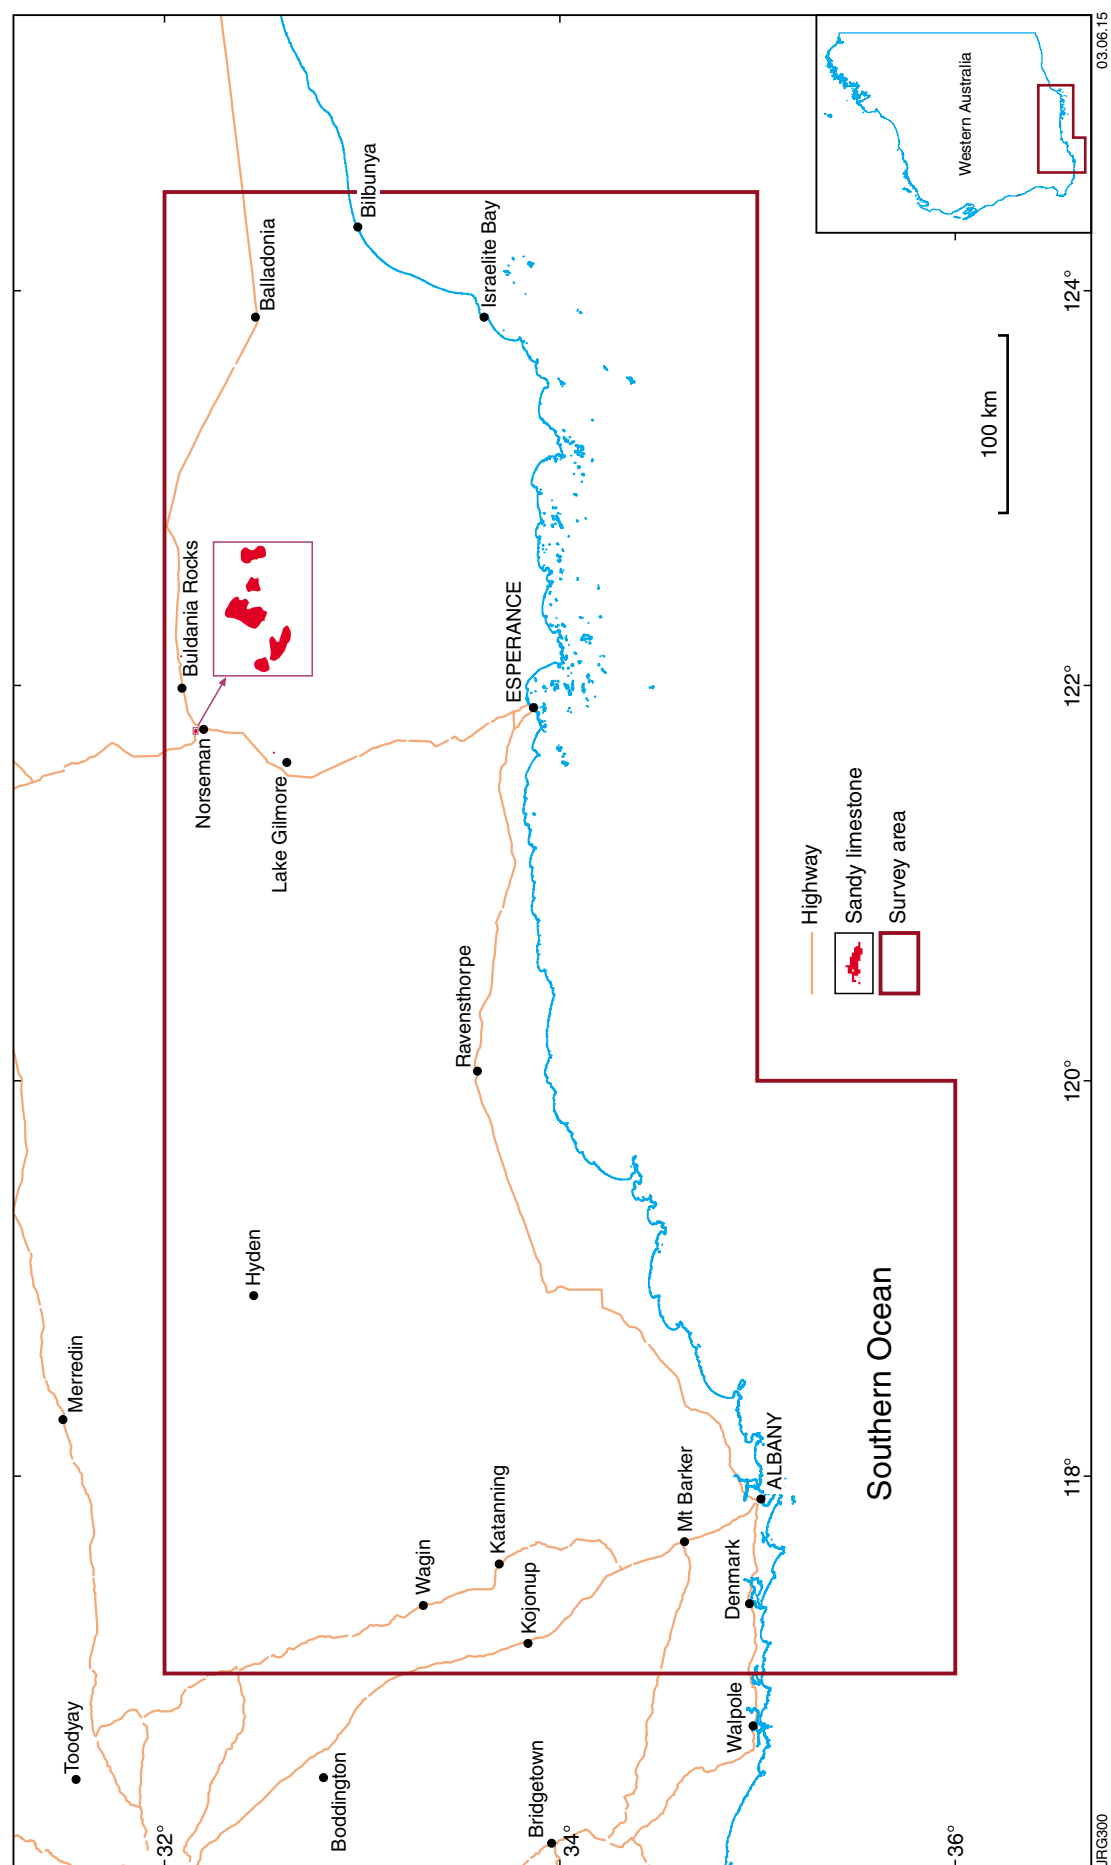 Toodyay
Merredin
Hyden
Boddington
Wagin
Katanning
Kojonup
Bridgetown
Mt Barker
Denmark
Walpole
ALBANY
Ravensthorpe
Norseman
Lake Gilmore
Buldania Rocks
Balladonia
Bilbunya
Israelite Bay
ESPERANCE
Southern Ocean
Highway
Sandy limestone
Survey area
100 km
Western Australia
32°
34°
36°
118°
120°
122°
124°
JRG300
03.06.15